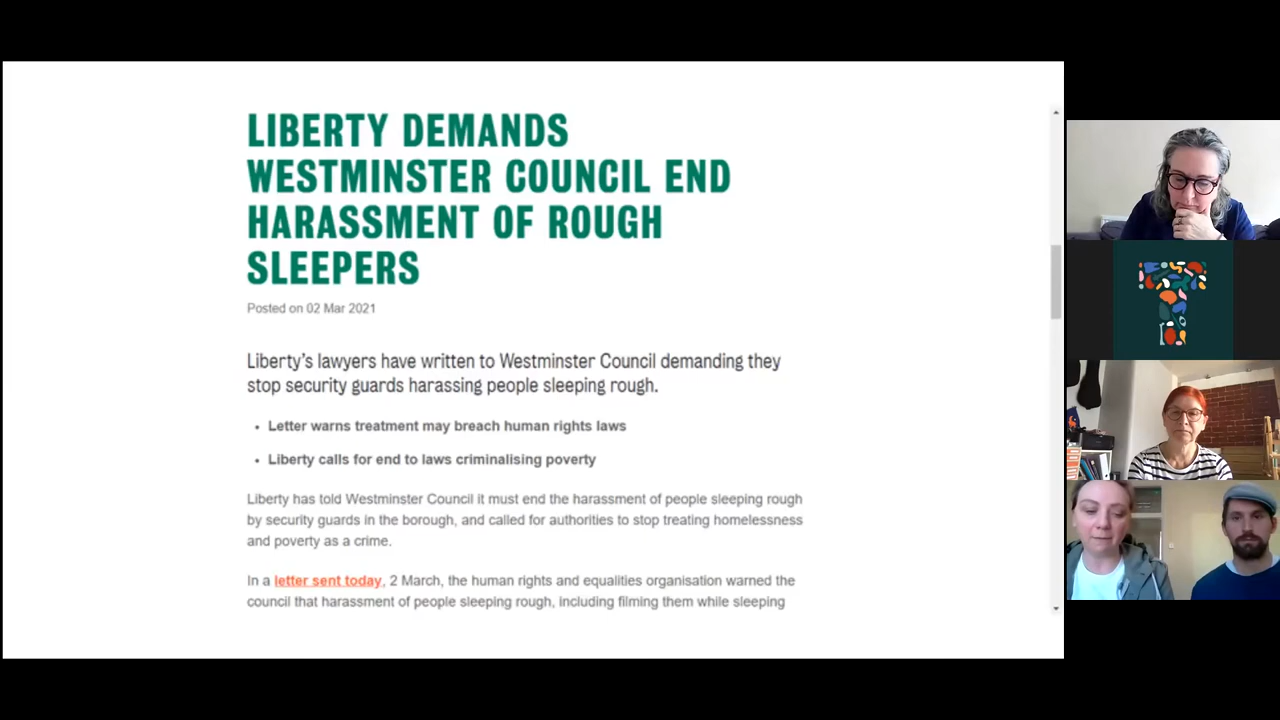 LIBERTY DEMANDS
WESTMINSTER COUNCIL END
HARASSMENT OF ROUGH
SLEEPERS
Posted on 02 Mar 2021
Liberty’s lawyers have written to Westminster Council demanding they
stop security guards harassing people sleeping rough.
• Letter warns treatment may breach human rights laws
• Liberty calls for end to laws criminalising poverty
Liberty has told Westminster Council it must end the harassment of people sleeping rough
by security guards in the borough, and called for authorities to stop treating homelessness
and poverty as a crime.
In a letter sent today, 2 March, the human rights and equalities organisation warned the
council that harassment of people sleeping rough, including filming them while sleeping
T